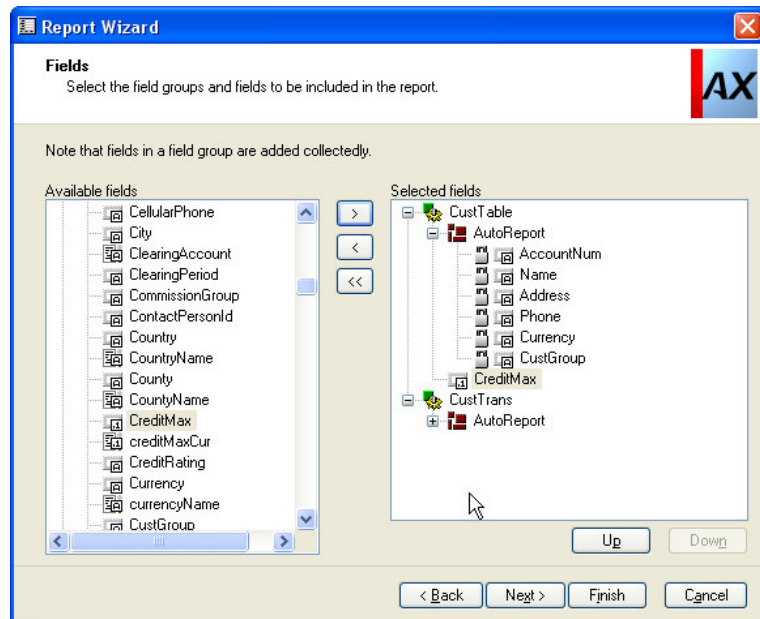 Report Wizard
Fields
Select the field groups and fields to be included in the report.
AX
Note that fields in a field group are added collectedly.
Available fields
CellularPhone
City
ClearingAccount
ClearingPeriod
CommissionGroup
ContactPersonId
Country
CountryName
County
CountyName
CreditMax
creditMaxCur
CreditRating
Currency
currencyName
CustGroup
>
<
<<
Selected fields
CustTable
AutoReport
AccountNum
Name
Address
Phone
Currency
CustGroup
CreditMax
CustTrans
AutoReport
Up
Down
< Back
Next >
Finish
Cancel